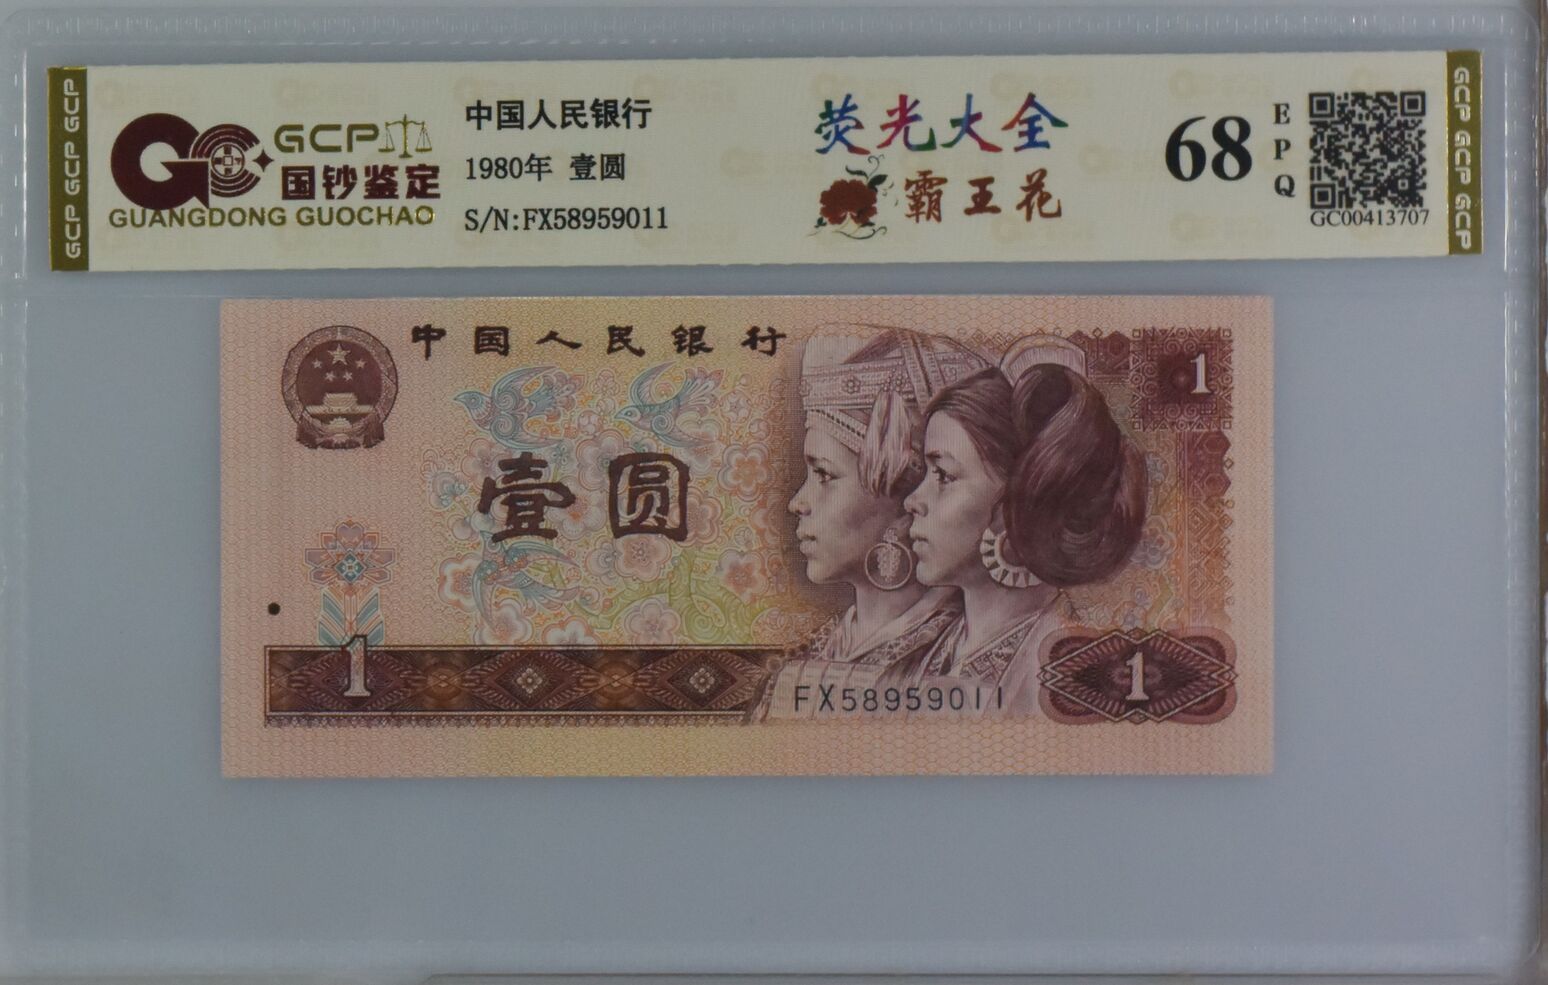 GCP GCP GCP
GCP
国钞鉴定
GUANGDONG GUOCHAO
中国人民银行
1980年 壹圆
S/N:FX58959011
荧光大全
霸王花
68
EPQ
GC00413707
GCP GCP GCP
中国人民银行
1
壹圆
1
1
FX58959011